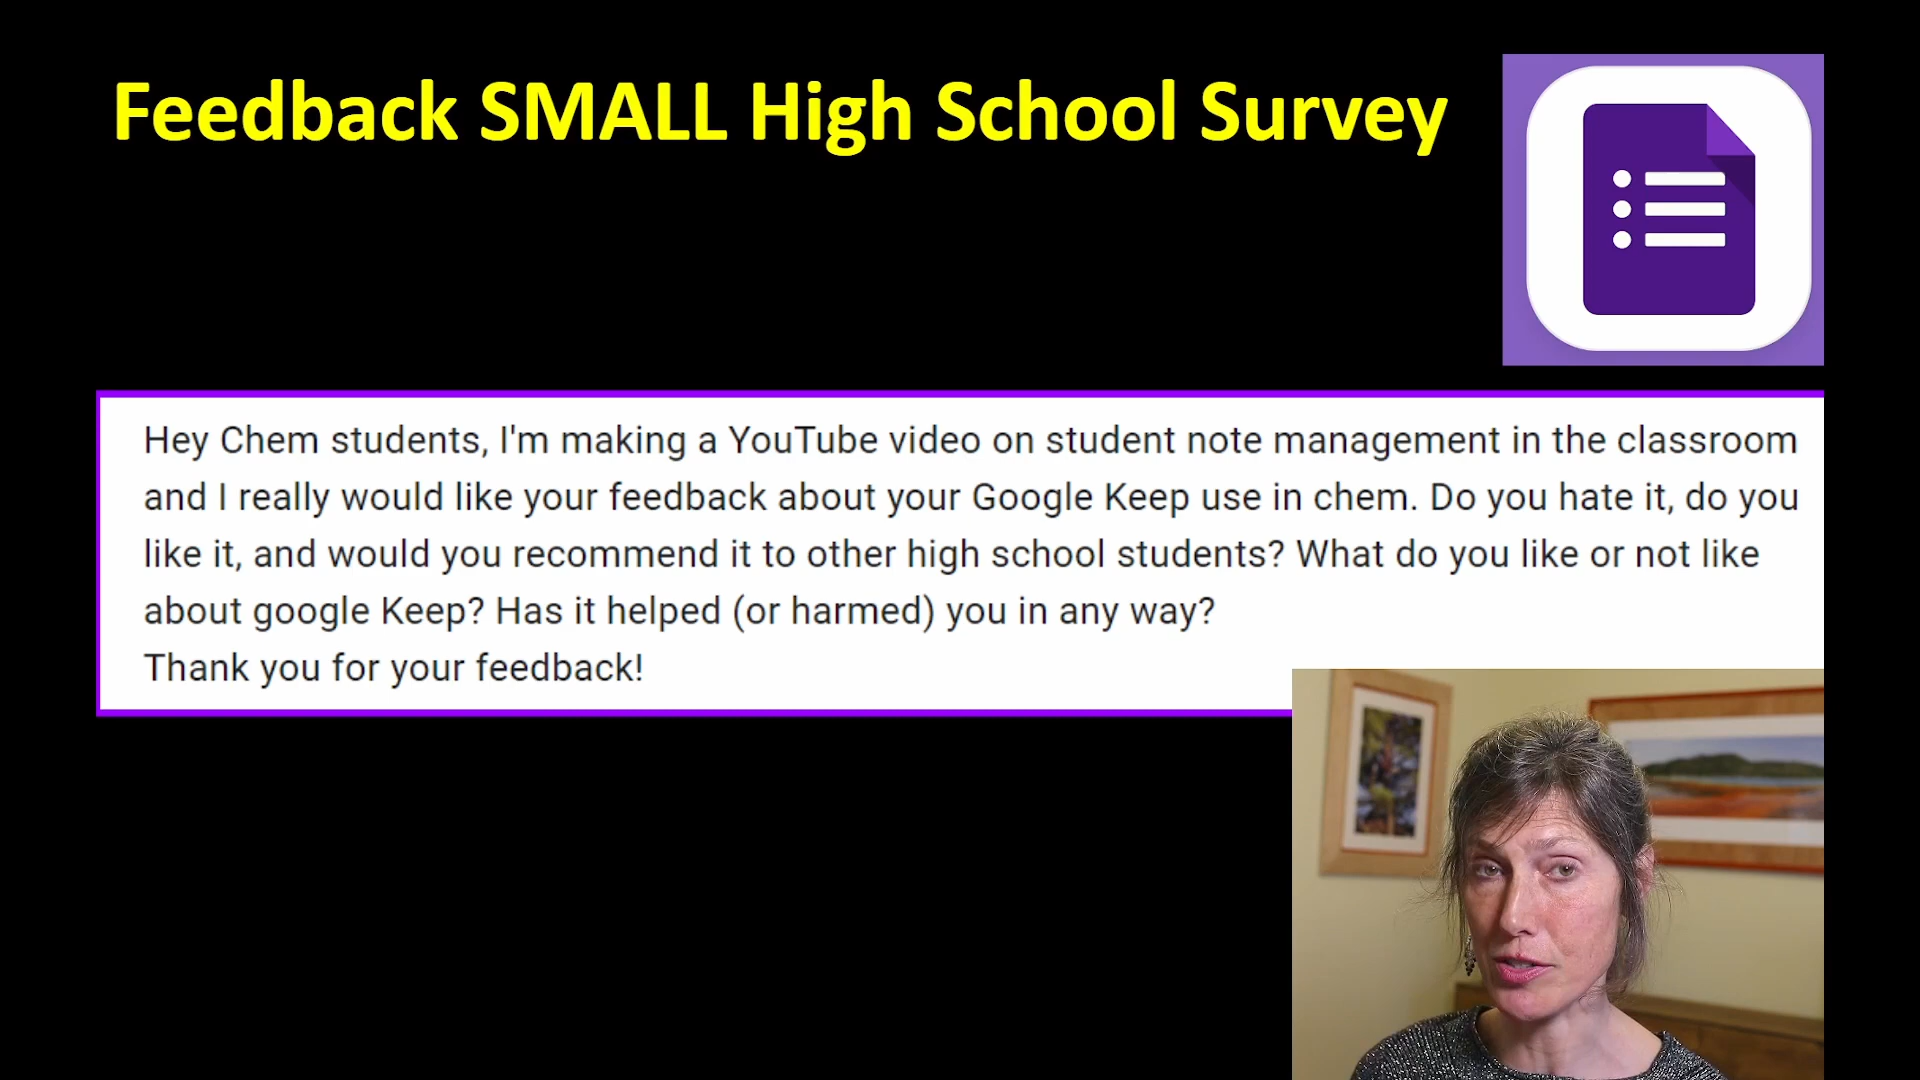 Feedback SMALL High School Survey
Hey Chem students, I'm making a YouTube video on student note management in the classroom
and I really would like your feedback about your Google Keep use in chem. Do you hate it, do you
like it, and would you recommend it to other high school students? What do you like or not like
about google Keep? Has it helped (or harmed) you in any way?
Thank you for your feedback!